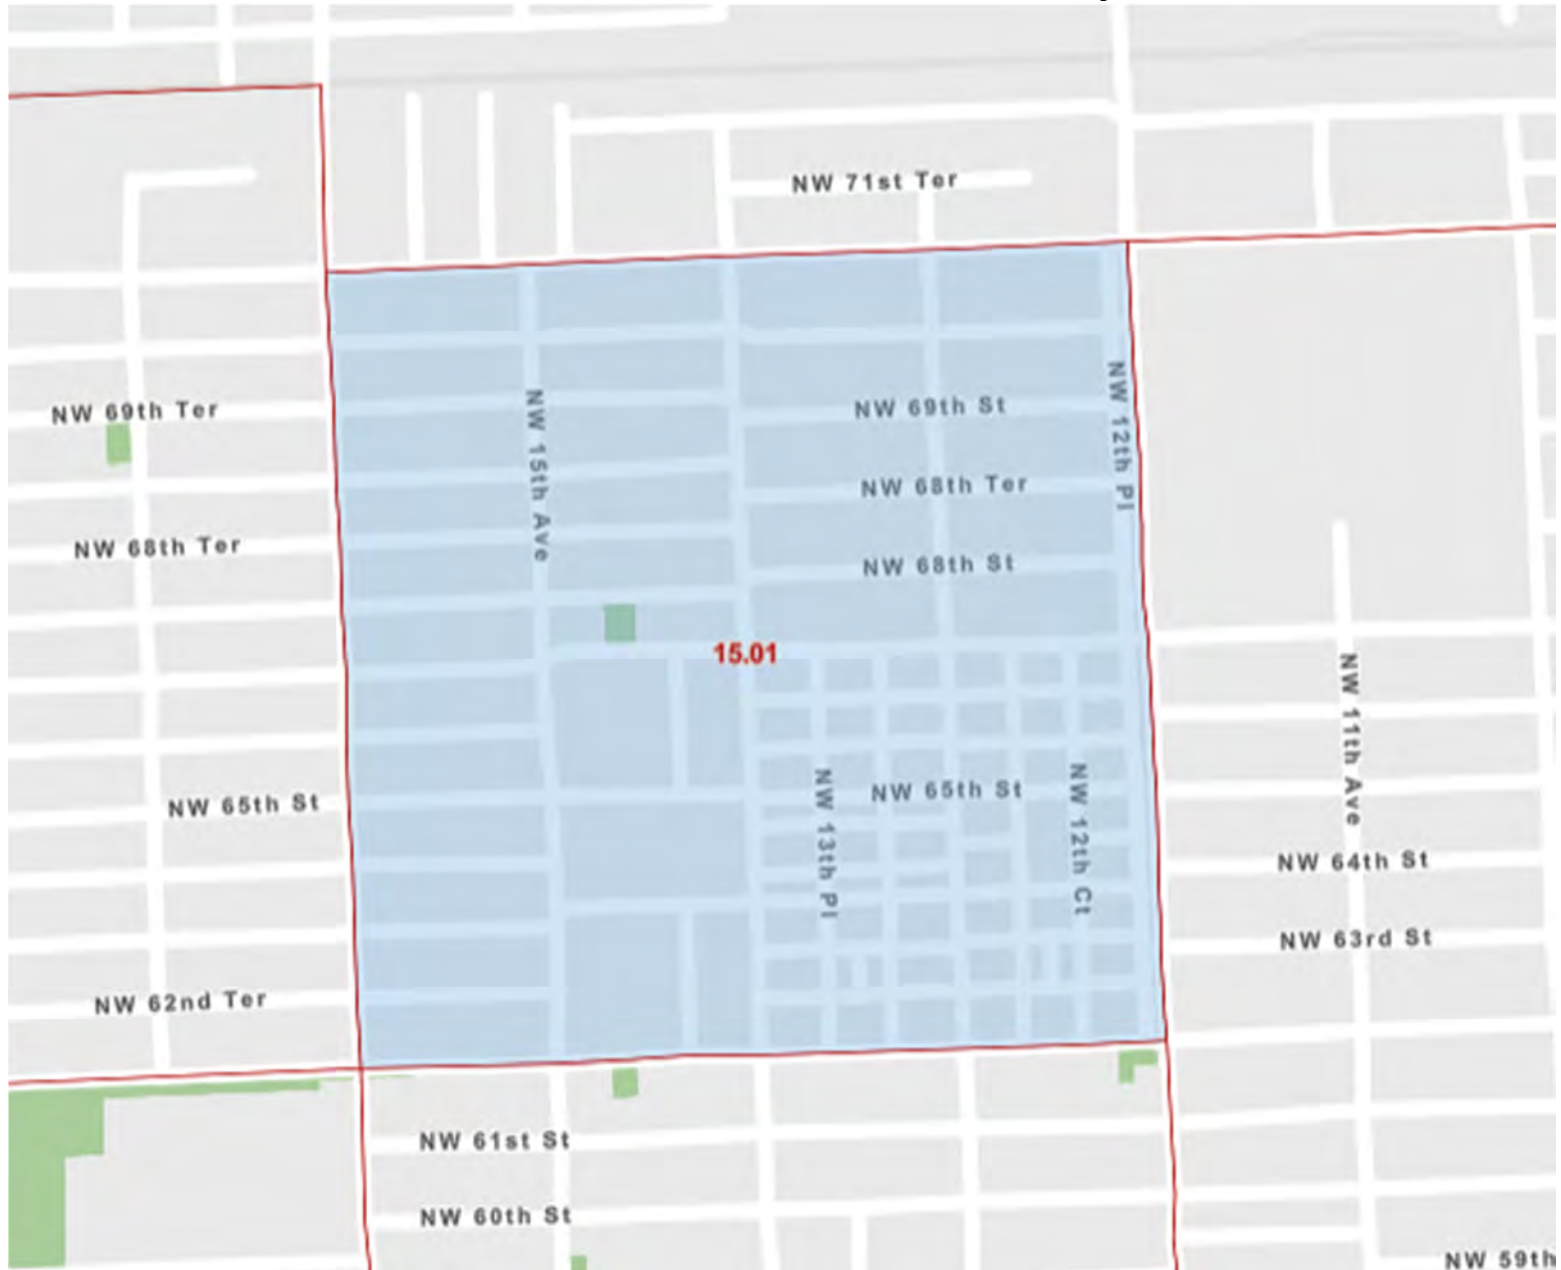 NW 71st Ter
NW 69th Ter
NW 15th Ave
NW 69th St
NW 12th Pl
NW 68th Ter
NW 68th Ter
NW 68th St
15.01
NW 11th Ave
NW 65th St
NW 13th Pl
NW 65th St
NW 12th Ct
NW 64th St
NW 63rd St
NW 62nd Ter
NW 61st St
NW 60th St
NW 59th